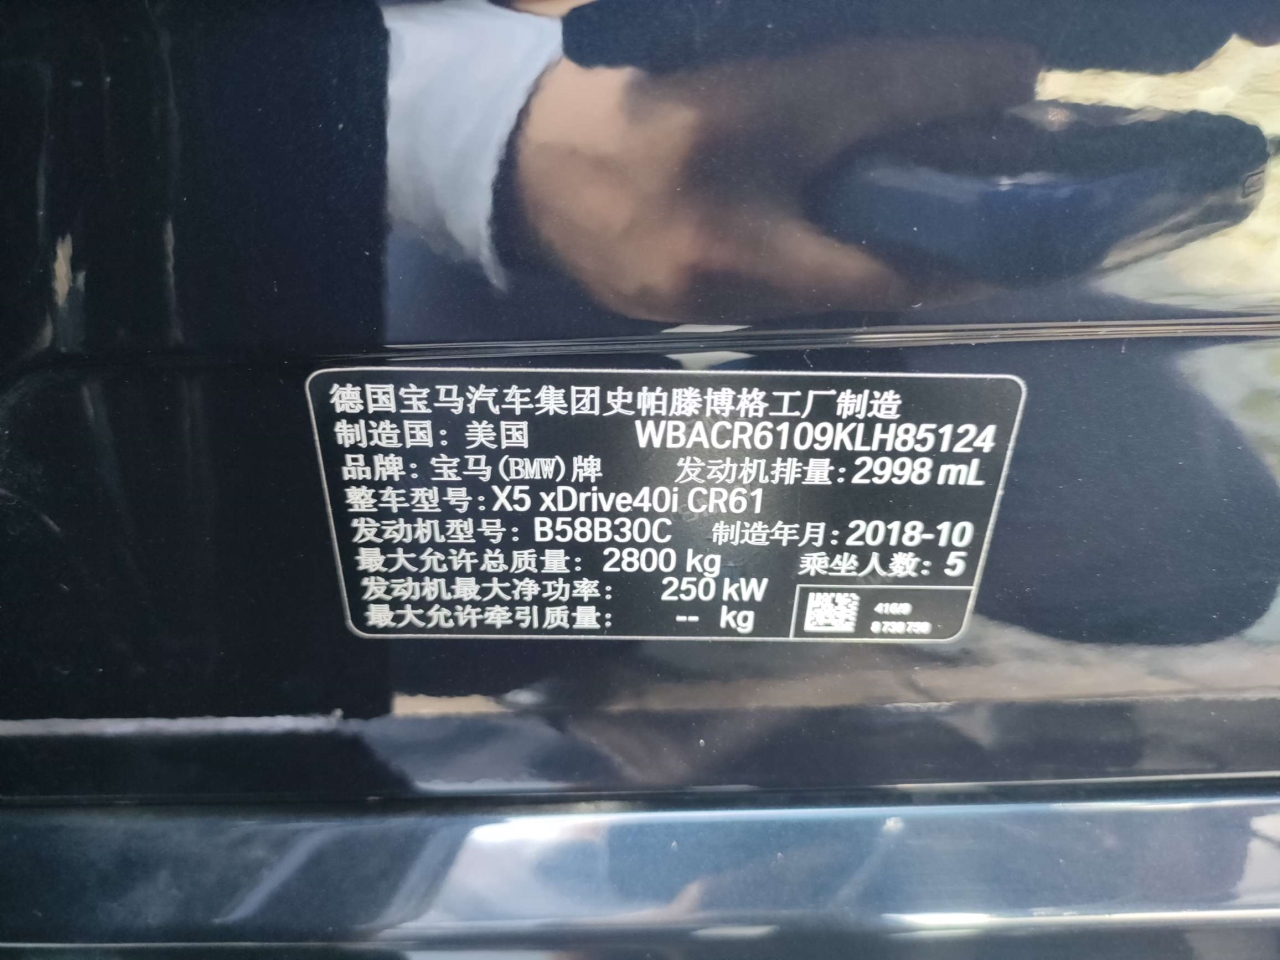 德国宝马汽车集团史帕滕博格工厂制造
制造国：美国 WBACR6109KLH85124
品牌：宝马(BMW)牌 发动机排量：2998 mL
整车型号：X5 xDrive40i CR61
发动机型号：B58B30C 制造年月：2018-10
最大允许总质量：2800 kg 乘坐人数：5
发动机最大净功率：250 kW
最大允许牵引质量：-- kg